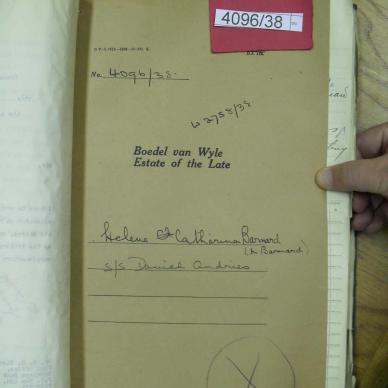 4096/38
No. 4096/38.
W 2758/38
Boedel van Wyle
Estate of the Late
Helena Catharina Barnard
(b Barnard)
s/s Daniel Andries
X